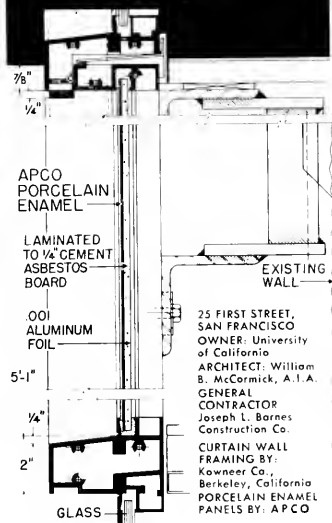 7/8"
1/4"
APCO
PORCELAIN
ENAMEL
LAMINATED
TO 1/4" CEMENT
ASBESTOS
BOARD
EXISTING
WALL
.001
ALUMINUM
FOIL
5'-1"
1/4"
2"
GLASS
25 FIRST STREET,
SAN FRANCISCO
OWNER: University
of California
ARCHITECT: William
B. McCormick, A.I.A.
GENERAL
CONTRACTOR
Joseph L. Barnes
Construction Co.
CURTAIN WALL
FRAMING BY:
Kowneer Co.,
Berkeley, California
PORCELAIN ENAMEL
PANELS BY: APCO